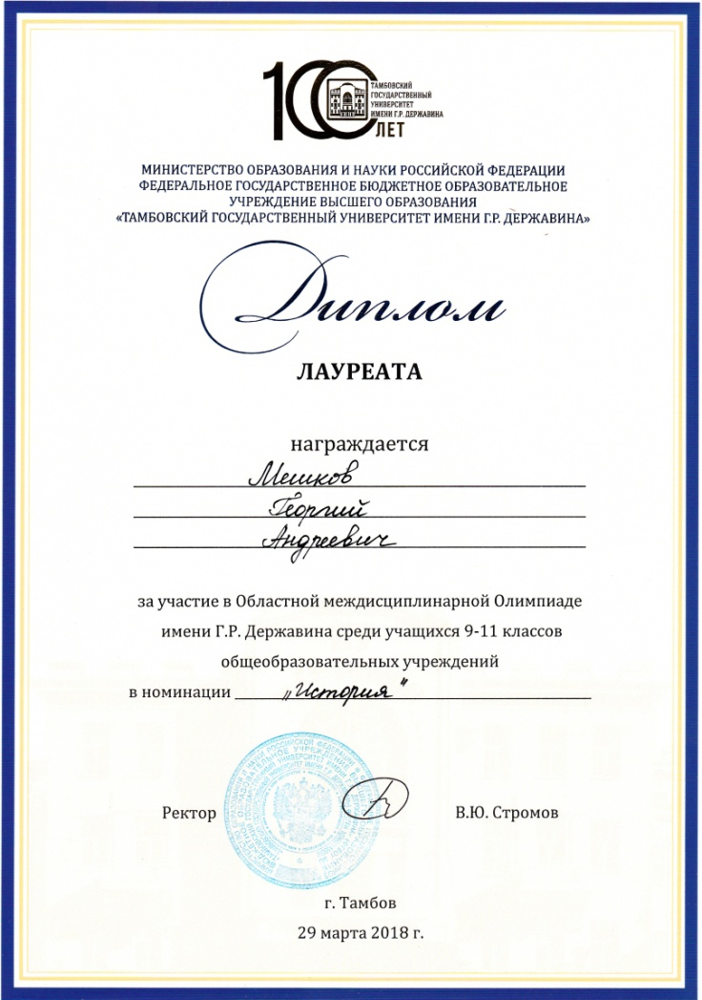 100
ТАМБОВСКИЙ
ГОСУДАРСТВЕННЫЙ
УНИВЕРСИТЕТ
ИМЕНИ Г.Р. ДЕРЖАВИНА
ЛЕТ
МИНИСТЕРСТВО ОБРАЗОВАНИЯ И НАУКИ РОССИЙСКОЙ ФЕДЕРАЦИИ
ФЕДЕРАЛЬНОЕ ГОСУДАРСТВЕННОЕ БЮДЖЕТНОЕ ОБРАЗОВАТЕЛЬНОЕ
УЧРЕЖДЕНИЕ ВЫСШЕГО ОБРАЗОВАНИЯ
«ТАМБОВСКИЙ ГОСУДАРСТВЕННЫЙ УНИВЕРСИТЕТ ИМЕНИ Г.Р. ДЕРЖАВИНА»
Диплом
ЛАУРЕАТА
награждается
Мешков
Георгий
Андреевич
за участие в Областной междисциплинарной Олимпиаде
имени Г.Р. Державина среди учащихся 9-11 классов
общеобразовательных учреждений
в номинации „История"
Ректор В.Ю. Стромов
г. Тамбов
29 марта 2018 г.